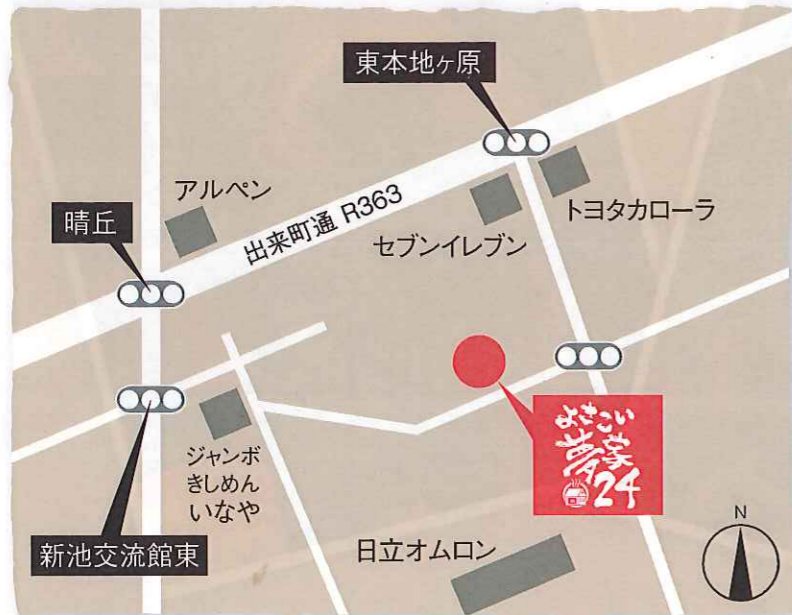 東本地ヶ原
アルペン
トヨタカローラ
晴丘
出来町通 R363
セブンイレブン
よさこい
夢家
24
ジャンボ
きしめん
いなや
新池交流館東
日立オムロン
N